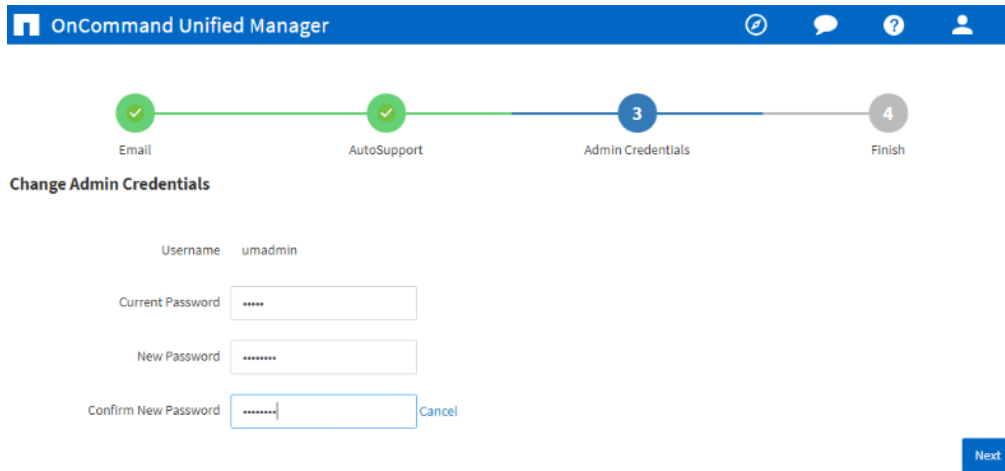 OnCommand Unified Manager
3
4
Email
AutoSupport
Admin Credentials
Finish
Change Admin Credentials
Username umadmin
Current Password •••••
New Password ••••••••
Confirm New Password •••••••• Cancel
Next